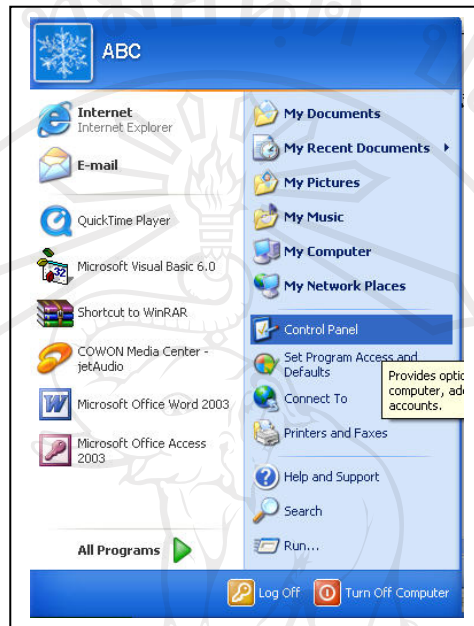 ABC
Internet
Internet Explorer
E-mail
QuickTime Player
Microsoft Visual Basic 6.0
Shortcut to WinRAR
COWON Media Center -
jetAudio
Microsoft Office Word 2003
Microsoft Office Access
2003
All Programs
My Documents
My Recent Documents
My Pictures
My Music
My Computer
My Network Places
Control Panel
Set Program Access and
Defaults
Provides optic
computer, ad
accounts.
Connect To
Printers and Faxes
Help and Support
Search
Run...
Log Off
Turn Off Computer